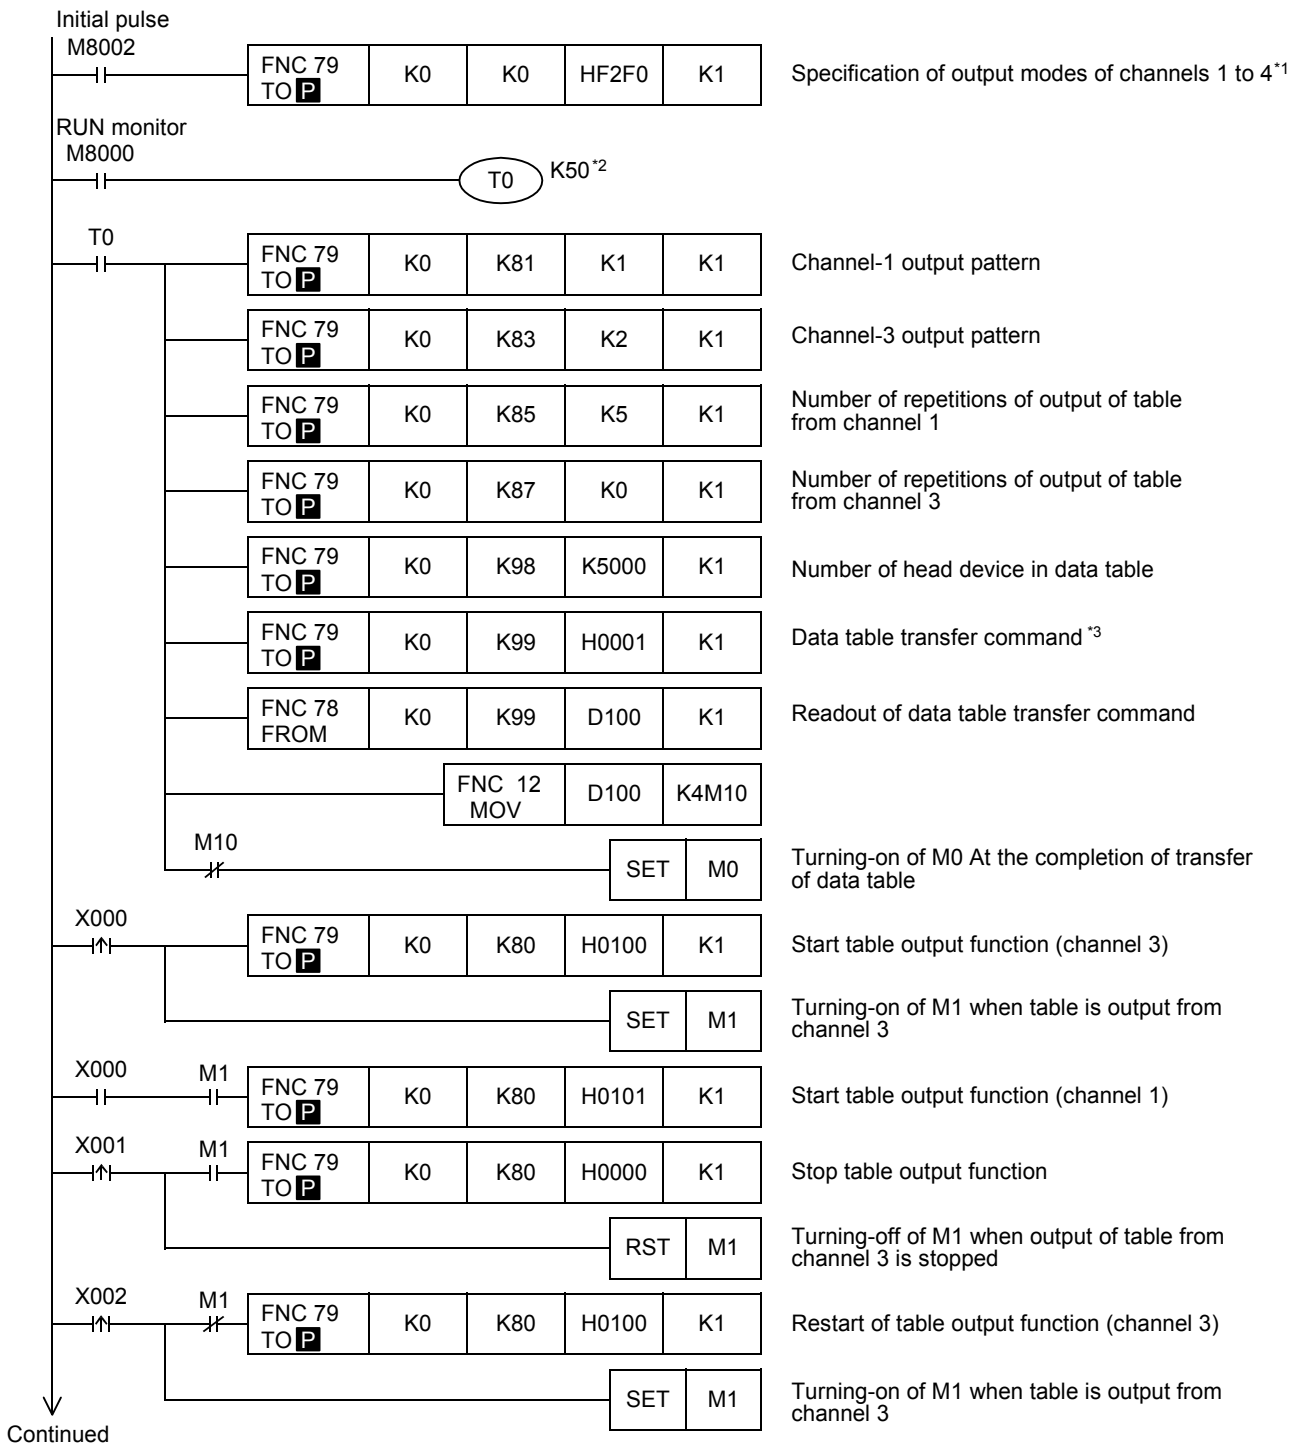 Initial pulse
M8002
FNC 79 TO P K0 K0 HF2F0 K1 Specification of output modes of channels 1 to 4*1
RUN monitor
M8000
T0 K50*2
T0
FNC 79 TO P K0 K81 K1 K1 Channel-1 output pattern
FNC 79 TO P K0 K83 K2 K1 Channel-3 output pattern
FNC 79 TO P K0 K85 K5 K1 Number of repetitions of output of table
from channel 1
FNC 79 TO P K0 K87 K0 K1 Number of repetitions of output of table
from channel 3
FNC 79 TO P K0 K98 K5000 K1 Number of head device in data table
FNC 79 TO P K0 K99 H0001 K1 Data table transfer command *3
FNC 78 FROM K0 K99 D100 K1 Readout of data table transfer command
FNC 12 MOV D100 K4M10
M10
SET M0 Turning-on of M0 At the completion of transfer
of data table
X000
FNC 79 TO P K0 K80 H0100 K1 Start table output function (channel 3)
SET M1 Turning-on of M1 when table is output from
channel 3
X000 M1
FNC 79 TO P K0 K80 H0101 K1 Start table output function (channel 1)
X001 M1
FNC 79 TO P K0 K80 H0000 K1 Stop table output function
RST M1 Turning-off of M1 when output of table from
channel 3 is stopped
X002 M1
FNC 79 TO P K0 K80 H0100 K1 Restart of table output function (channel 3)
SET M1 Turning-on of M1 when table is output from
channel 3
Continued